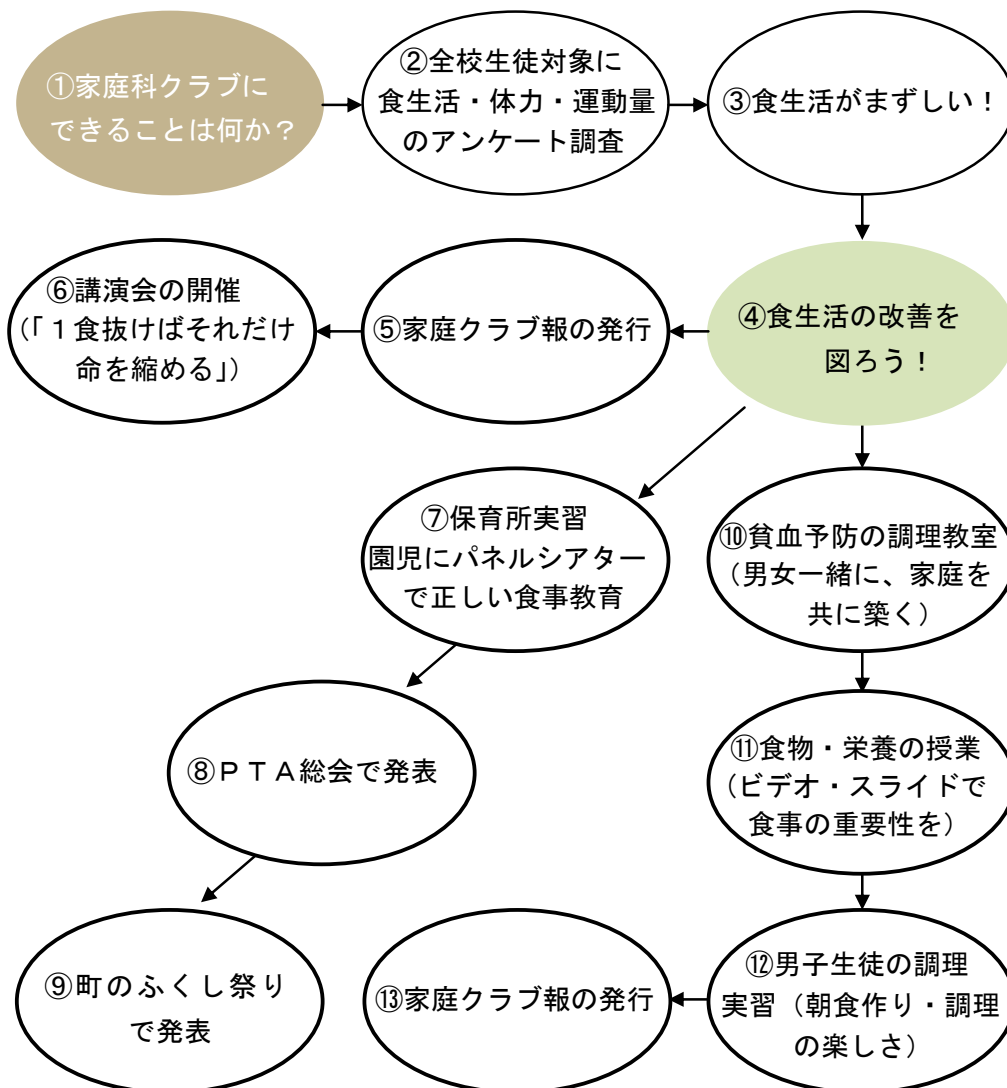 ①家庭科クラブに
できることは何か？
②全校生徒対象に
食生活・体力・運動量
のアンケート調査
③食生活がまずしい！
④食生活の改善を
図ろう！
⑤家庭クラブ報の発行
⑥講演会の開催
（「１食抜けばそれだけ
命を縮める」）
⑦保育所実習
園児にパネルシアター
で正しい食事教育
⑧ＰＴＡ総会で発表
⑨町のふくし祭り
で発表
⑩貧血予防の調理教室
（男女一緒に、家庭を
共に築く）
⑪食物・栄養の授業
（ビデオ・スライドで
食事の重要性を）
⑫男子生徒の調理
実習（朝食作り・調理
の楽しさ）
⑬家庭クラブ報の発行